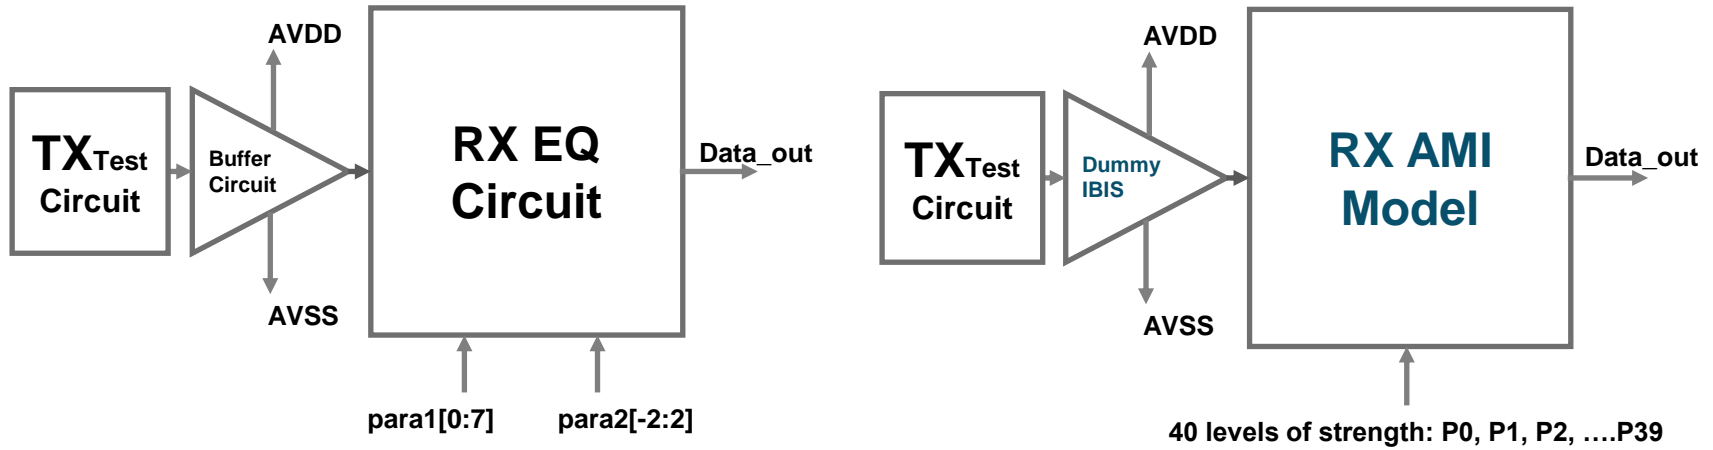 AVDD
TXTest
Circuit
Buffer
Circuit
RX EQ
Circuit
Data_out
AVSS
para1[0:7]
para2[-2:2]
AVDD
TXTest
Circuit
Dummy
IBIS
RX AMI
Model
Data_out
AVSS
40 levels of strength: P0, P1, P2, ....P39